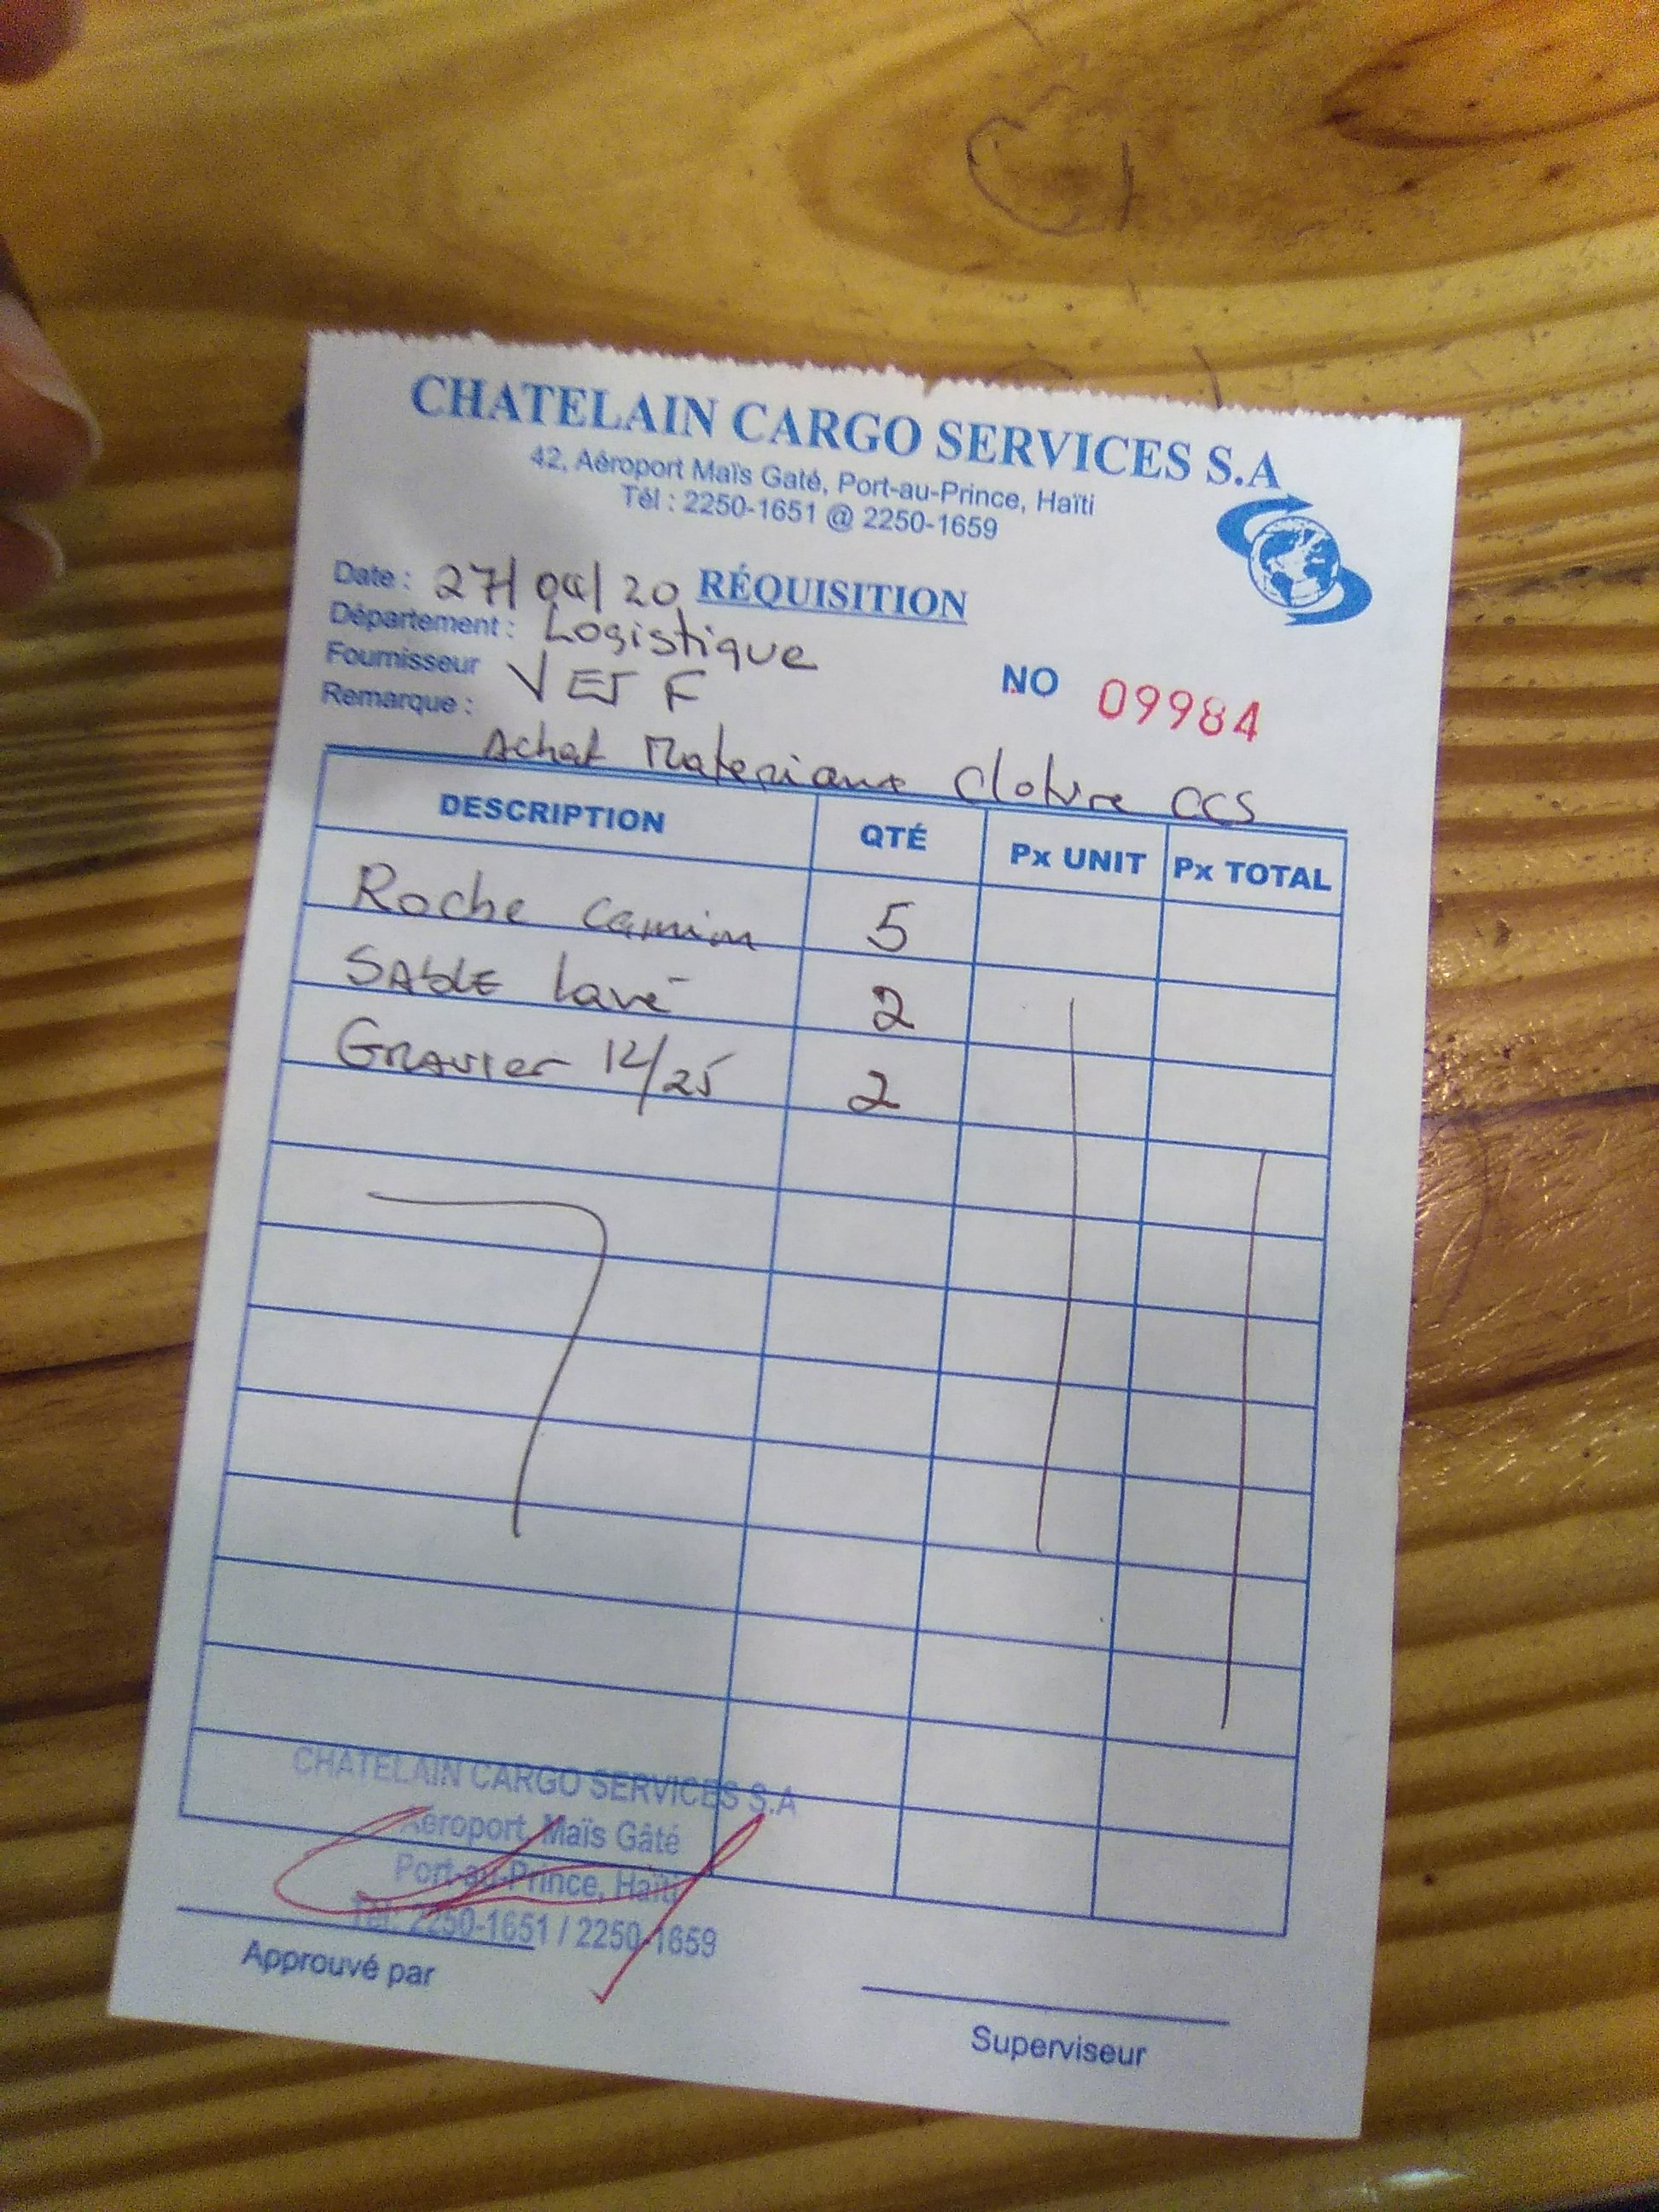 CHATELAIN CARGO SERVICES S.A
42, Aéroport Maïs Gaté, Port-au-Prince, Haïti
Tél : 2250-1651 @ 2250-1659
Date : 27/04/20 RÉQUISITION
Département : Logistique
Fournisseur V ET F
NO 09984
Remarque : Achat Materiaux Cloture CCS
DESCRIPTION QTÉ Px UNIT Px TOTAL
Roche camion 5
SABLE lavé 2
Gravier 12/25 2
CHATELAIN CARGO SERVICES S.A
Aéroport, Maïs Gâté
Port-au-Prince, Haïti
Tél: 2250-1651 / 2250-1659
Approuvé par
Superviseur